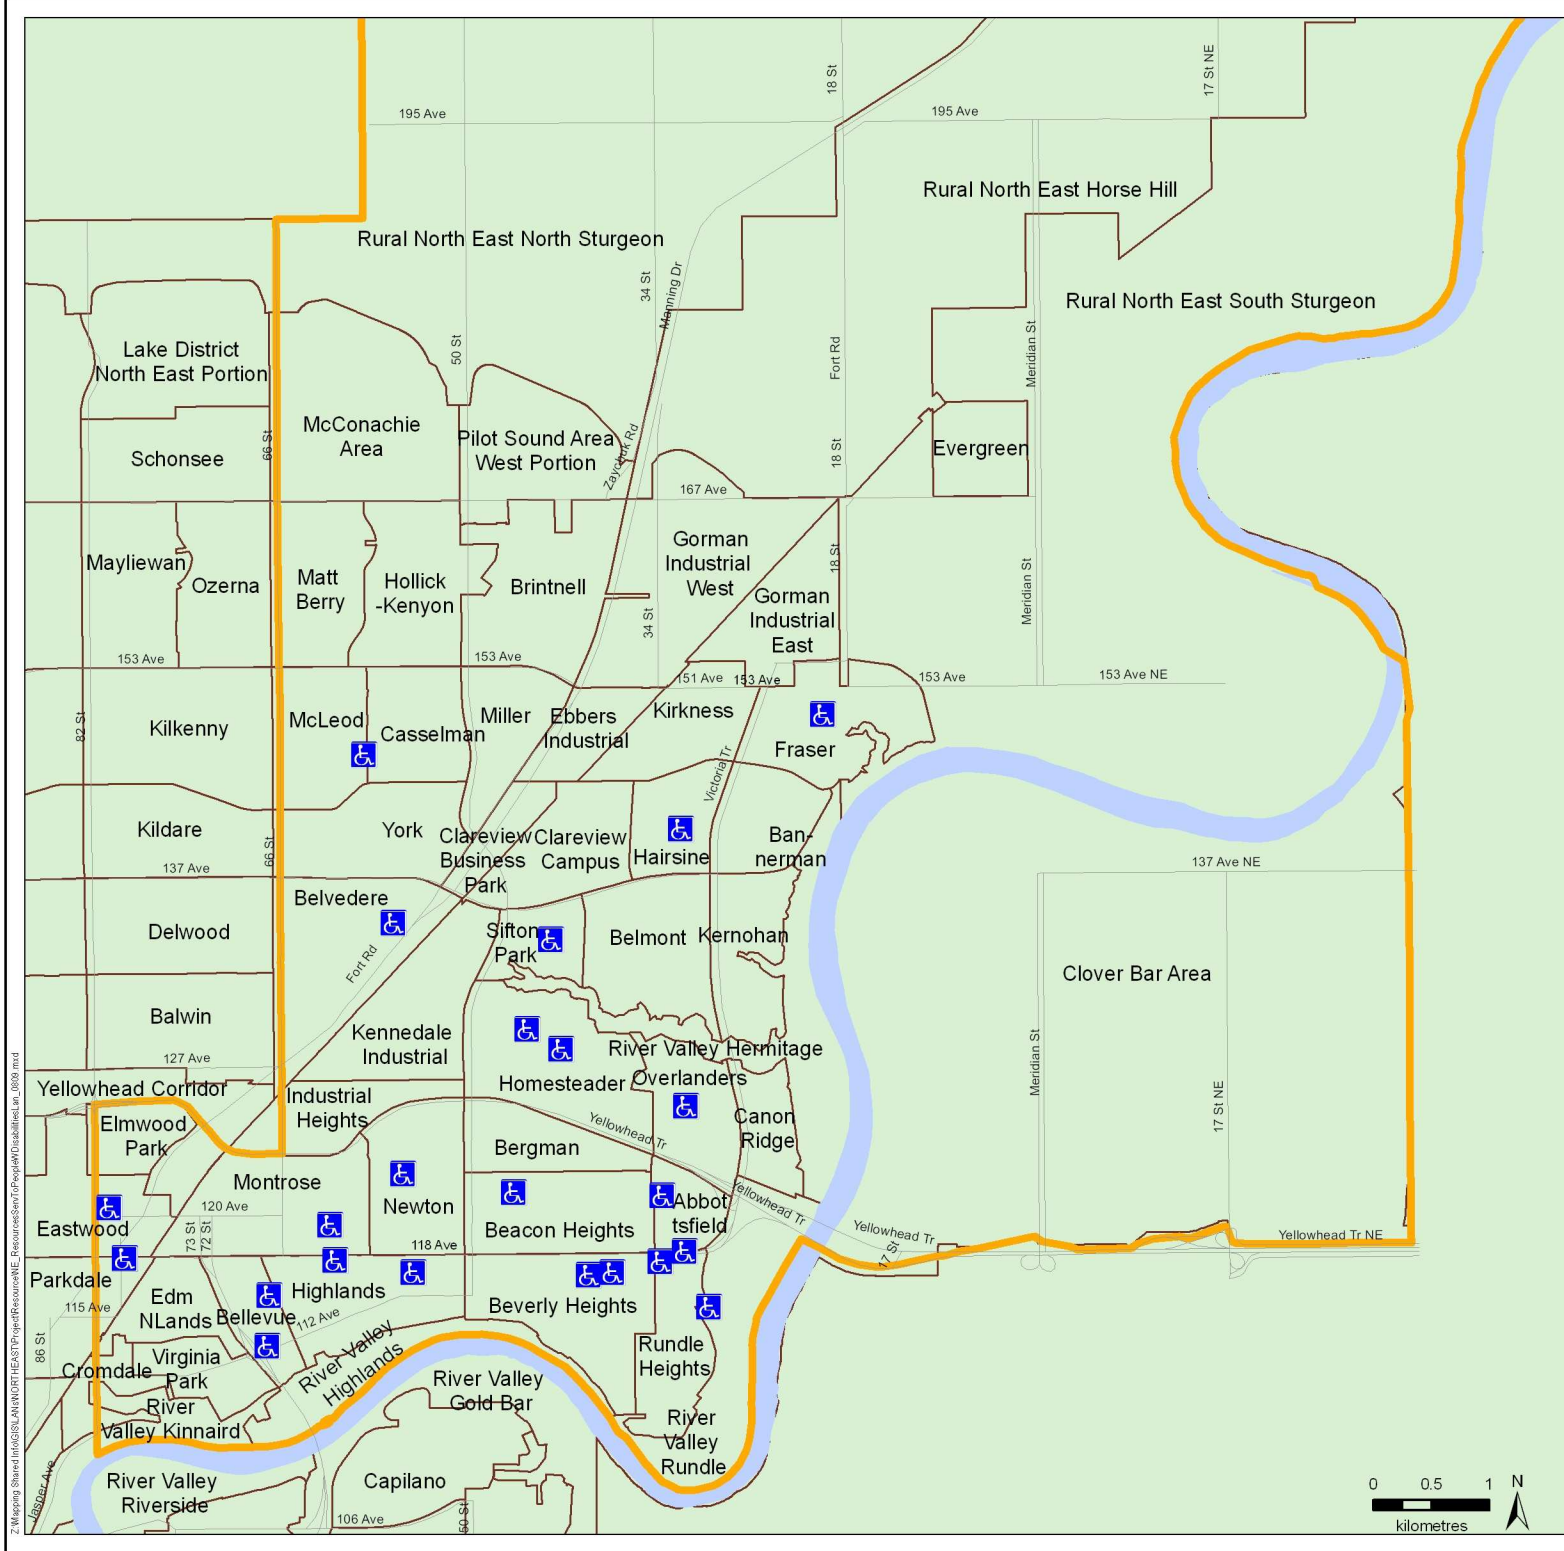 18 St
17 St NE
195 Ave
195 Ave
Rural North East Horse Hill
Rural North East North Sturgeon
34 St
Manning Dr
Rural North East South Sturgeon
Lake District
North East Portion
50 St
Fort Rd
Meridian St
McConachie
Area
Pilot Sound Area
West Portion
Zaychuk Rd
66 St
Schonsee
18 St
Evergreen
167 Ave
Mayliewan
Ozerna
Matt
Berry
Hollick
-Kenyon
Brintnell
Gorman
Industrial
West
18 St
Gorman
Industrial
East
34 St
Meridian St
153 Ave
153 Ave
151 Ave
153 Ave
153 Ave
153 Ave NE
82 St
Kilkenny
McLeod
Casselman
Miller
Ebbers
Industrial
Kirkness
Fraser
Victoria Tr
Kildare
66 St
York
Clareview
Business
Park
Clareview
Campus
Hairsine
Ban-
nerman
137 Ave
137 Ave NE
Belvedere
Delwood
Fort Rd
Sifton
Park
Belmont
Kernohan
Clover Bar Area
Balwin
Kennedale
Industrial
River Valley Hermitage
127 Ave
Yellowhead Corridor
Homesteader
Overlanders
Meridian St
17 St NE
Industrial
Heights
Elmwood
Park
Canon
Ridge
Yellowhead Tr
Bergman
Montrose
Newton
Yellowhead Tr
Abbot
tsfield
120 Ave
73 St
72 St
Eastwood
Beacon Heights
Yellowhead Tr
Yellowhead Tr NE
17 St
118 Ave
Parkdale
Highlands
Edm
NLands
Bellevue
Beverly Heights
115 Ave
112 Ave
86 St
Virginia
Park
Cromdale
River Valley
Highlands
Rundle
Heights
River Valley
Gold Bar
River
Valley Kinnaird
River
Valley
Rundle
River Valley
Riverside
Capilano
Jasper Ave
106 Ave
50 St
0 0.5 1
kilometres
N